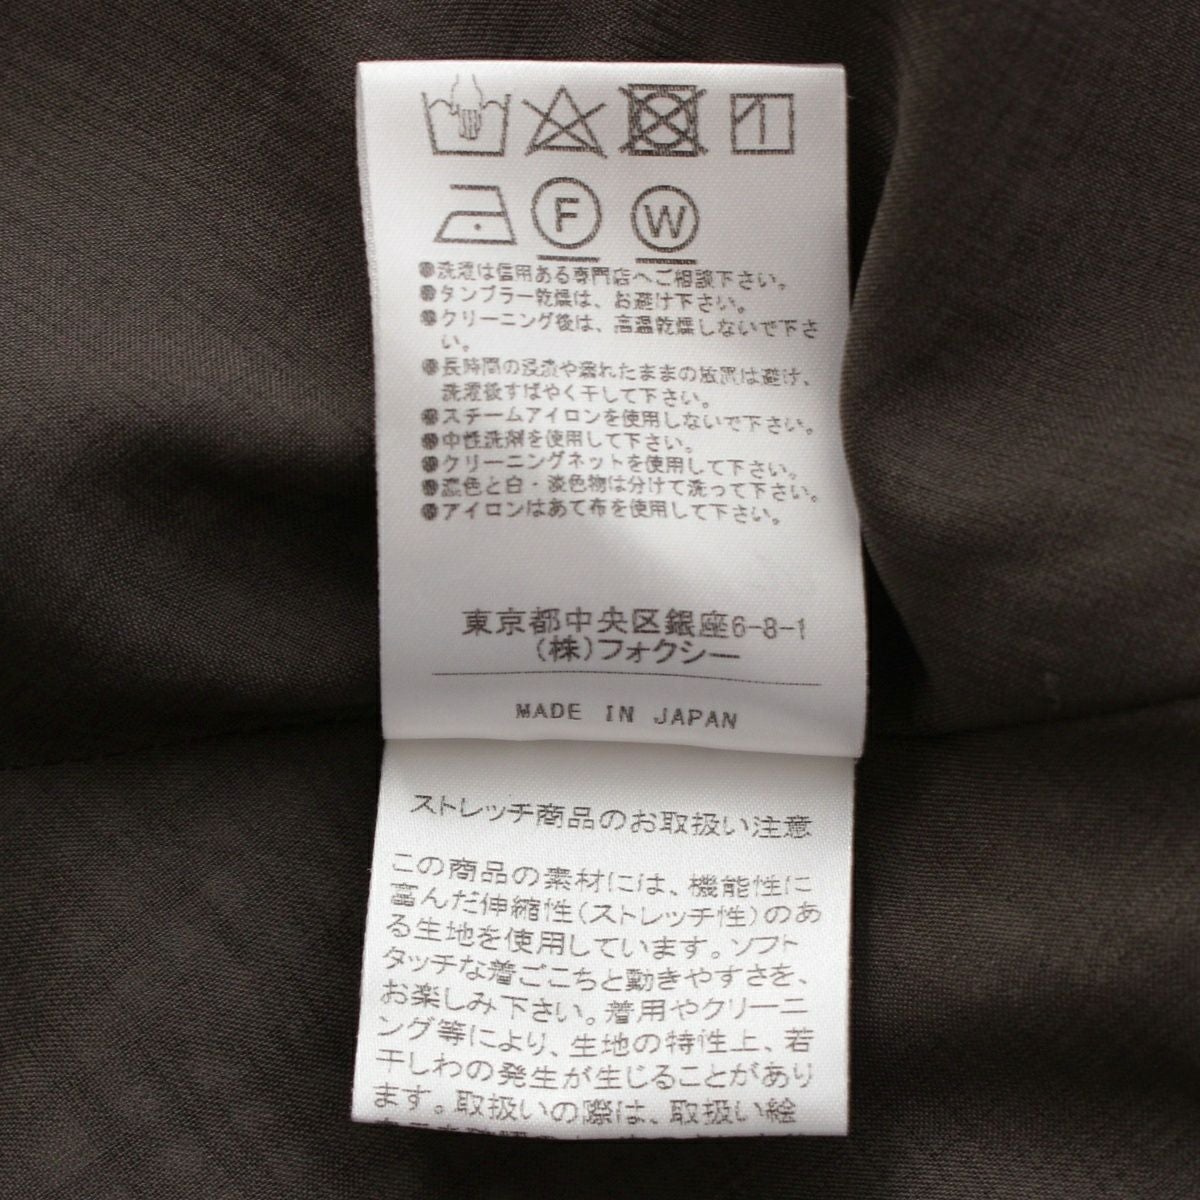 F W
●洗濯は信用ある専門店へご相談下さい。
●タンブラー乾燥は、お避け下さい。
●クリーニング後は、高温乾燥しないで下さ
い。
●長時間の浸漬や濡れたままの放置は避け、
洗濯後すばやく干して下さい。
●スチームアイロンを使用しないで下さい。
●中性洗剤を使用して下さい。
●クリーニングネットを使用して下さい。
●濃色と白・淡色物は分けて洗って下さい。
●アイロンはあて布を使用して下さい。
東京都中央区銀座6-8-1
(株)フォクシー
MADE IN JAPAN
ストレッチ商品のお取扱い注意
この商品の素材には、機能性に
富んだ伸縮性(ストレッチ性)のあ
る生地を使用しています。ソフト
タッチな着ごこちと動きやすさを、
お楽しみ下さい。着用やクリーニ
ング等により、生地の特性上、若
干しわの発生が生じることがあり
ます。取扱いの際は、取扱い絵